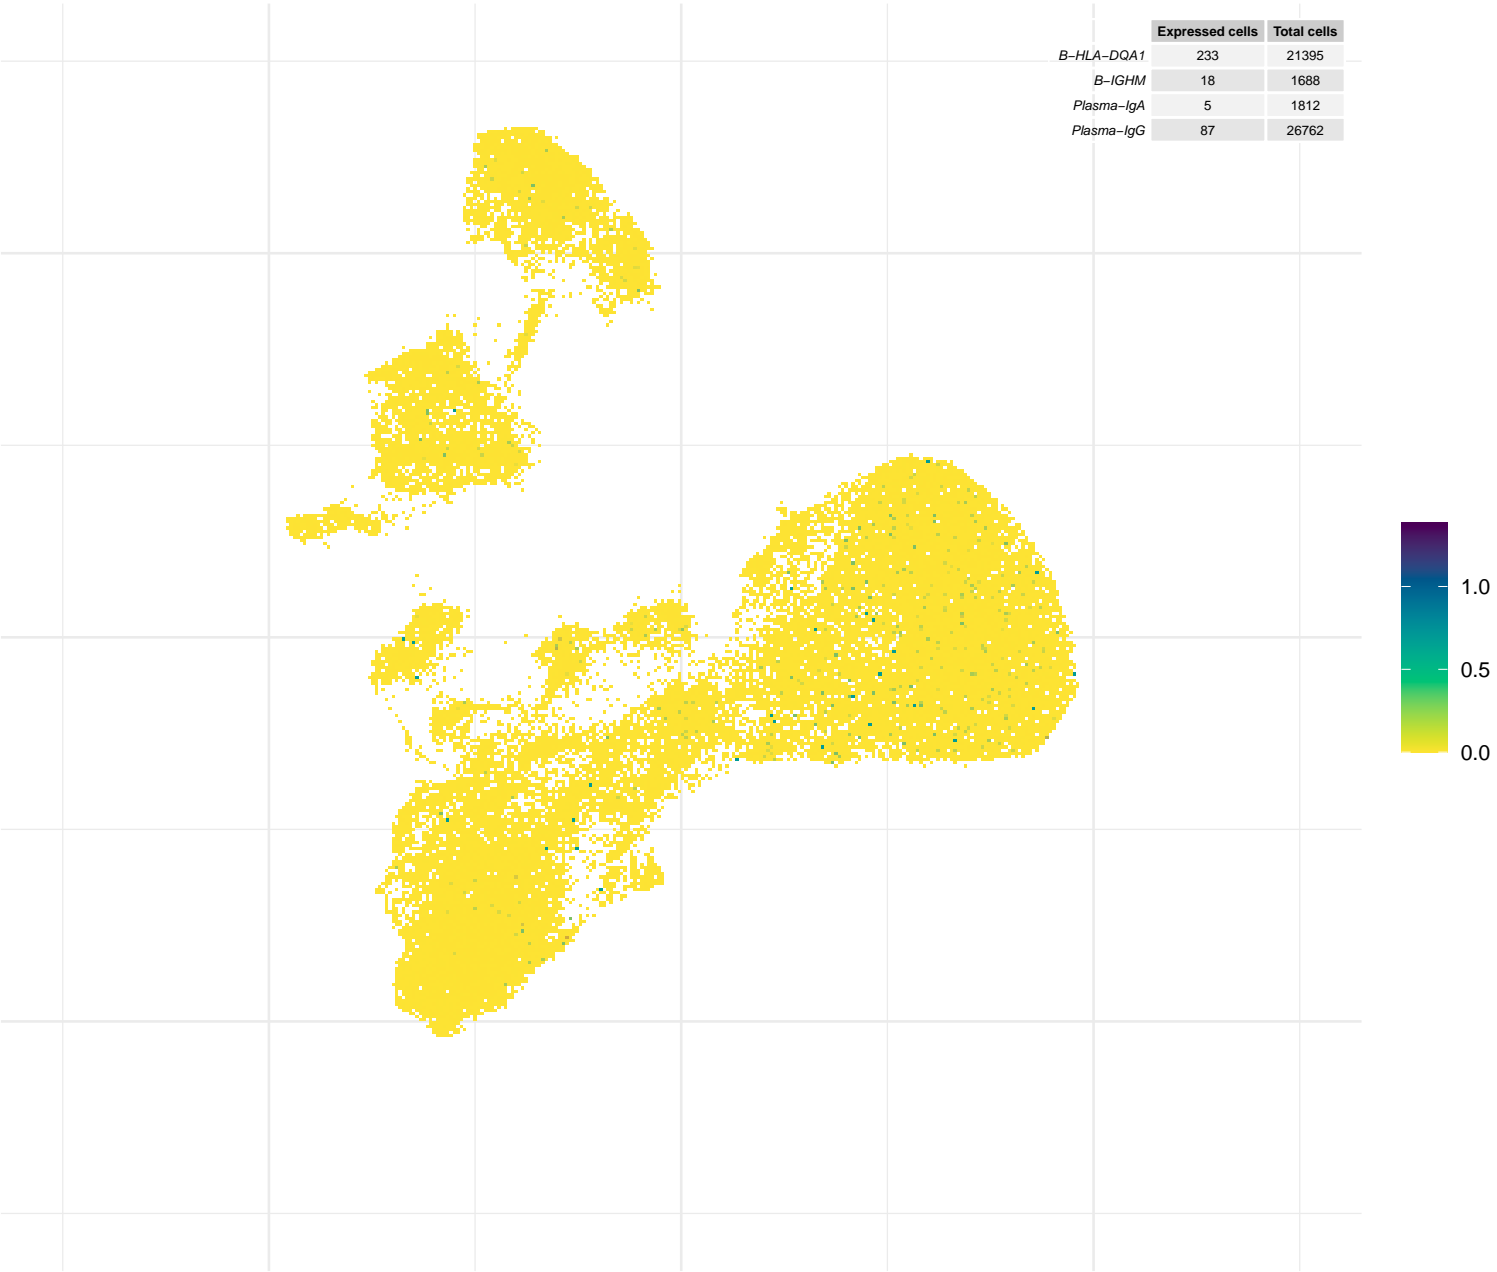 Expressed cells Total cells
B−HLA−DQA1 233 21395
B−IGHM 18 1688
Plasma−IgA 5 1812
Plasma−IgG 87 26762
1.0
0.5
0.0